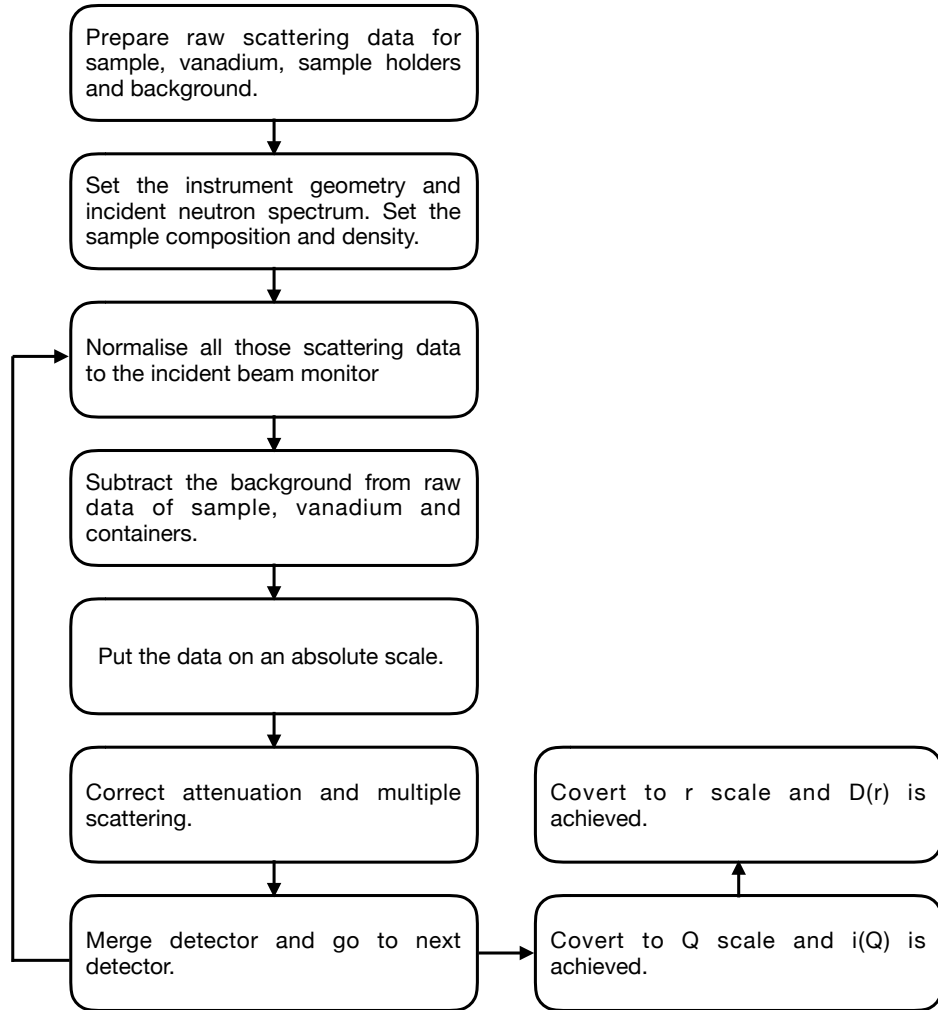 Prepare raw scattering data for
sample, vanadium, sample holders
and background.
Set the instrument geometry and
incident neutron spectrum. Set the
sample composition and density.
Normalise all those scattering data
to the incident beam monitor
Subtract the background from raw
data of sample, vanadium and
containers.
Put the data on an absolute scale.
Correct attenuation and multiple
scattering.
Merge detector and go to next
detector.
Covert to Q scale and i(Q) is
achieved.
Covert to r scale and D(r) is
achieved.